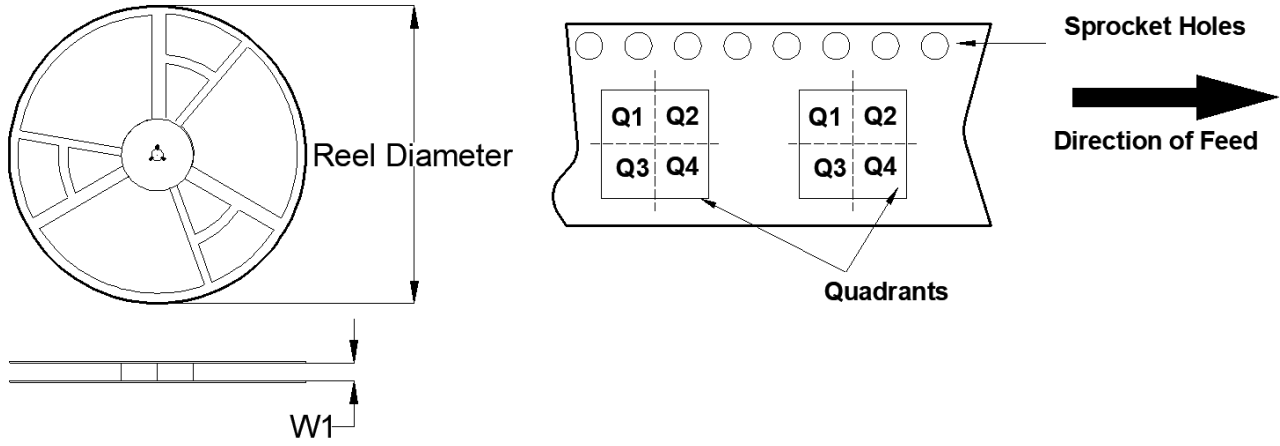 Reel Diameter
W1
Sprocket Holes
Q1 Q2 Q1 Q2
Q3 Q4 Q3 Q4
Direction of Feed
Quadrants